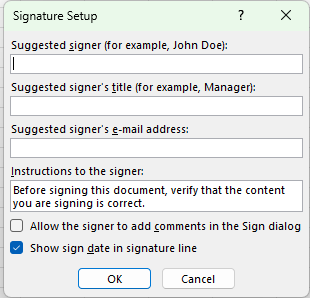 Signature Setup
?
Suggested signer (for example, John Doe):
Suggested signer's title (for example, Manager):
Suggested signer's e-mail address:
Instructions to the signer:
Before signing this document, verify that the content
you are signing is correct.
Allow the signer to add comments in the Sign dialog
Show sign date in signature line
OK
Cancel